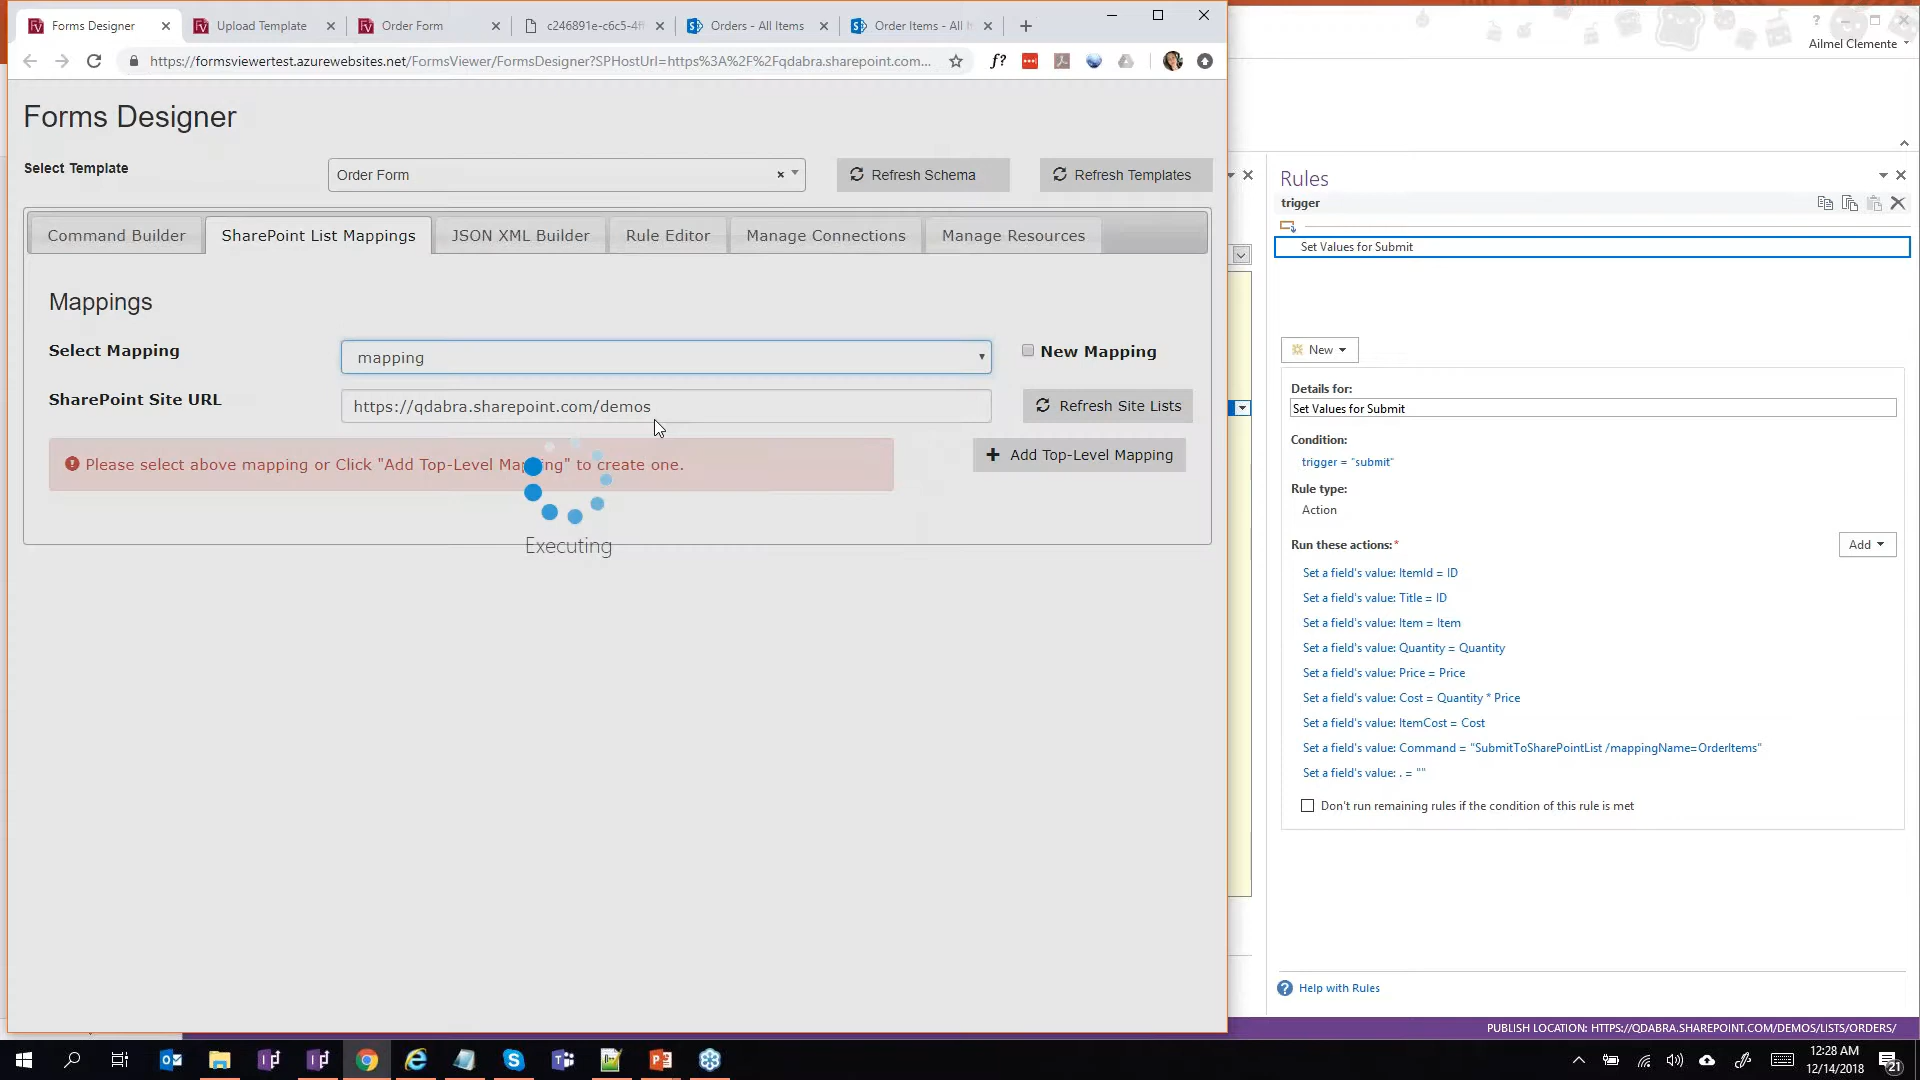 Forms Designer
Upload Template
Order Form
c246891e-c6c5-4f
Orders - All Items
Order Items - All I
Ailmel Clemente
https://formsviewertest.azurewebsites.net/FormsViewer/FormsDesigner?SPHostUrl=https%3A%2F%2Fqdabra.sharepoint.com...
f?
Forms Designer
Select Template
Order Form
Refresh Schema
Refresh Templates
Command Builder
SharePoint List Mappings
JSON XML Builder
Rule Editor
Manage Connections
Manage Resources
Mappings
Select Mapping
mapping
New Mapping
SharePoint Site URL
https://qdabra.sharepoint.com/demos
Refresh Site Lists
Please select above mapping or Click "Add Top-Level Mapping" to create one.
Add Top-Level Mapping
Executing
Rules
trigger
Set Values for Submit
New
Details for:
Set Values for Submit
Condition:
trigger = "submit"
Rule type:
Action
Run these actions:*
Add
Set a field's value: ItemId = ID
Set a field's value: Title = ID
Set a field's value: Item = Item
Set a field's value: Quantity = Quantity
Set a field's value: Price = Price
Set a field's value: Cost = Quantity * Price
Set a field's value: ItemCost = Cost
Set a field's value: Command = "SubmitToSharePointList /mappingName=OrderItems"
Set a field's value: . = ""
Don't run remaining rules if the condition of this rule is met
Help with Rules
PUBLISH LOCATION: HTTPS://QDABRA.SHAREPOINT.COM/DEMOS/LISTS/ORDERS/
12:28 AM
12/14/2018
21